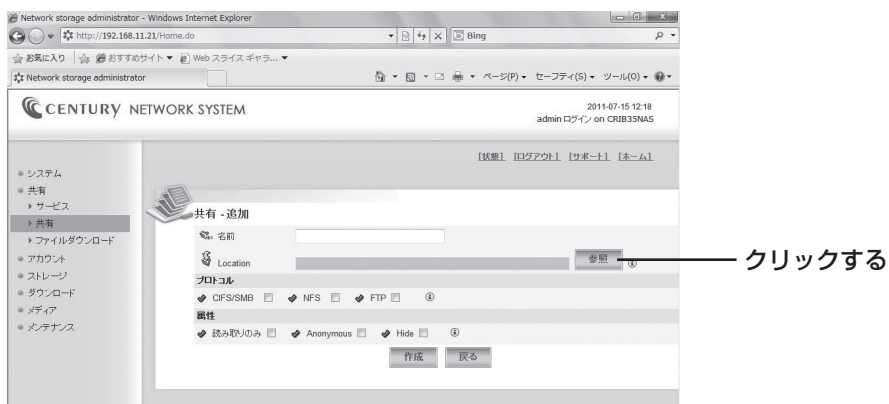 Network storage administrator - Windows Internet Explorer
http://192.168.11.21/Home.do
Bing
お気に入り おすすめサイト Web スライス ギャラ...
Network storage administrator
ページ(P) セーフティ(S) ツール(O)
CENTURY NETWORK SYSTEM
2011-07-15 12:18
admin ログイン on CRIB35NAS
[状態] [ログアウト] [サポート] [ホーム]
システム
共有
サービス
共有
ファイルダウンロード
アカウント
ストレージ
ダウンロード
メディア
メンテナンス
共有 - 追加
名前
Location
参照
クリックする
プロトコル
CIFS/SMB NFS FTP
属性
読み取りのみ Anonymous Hide
作成 戻る